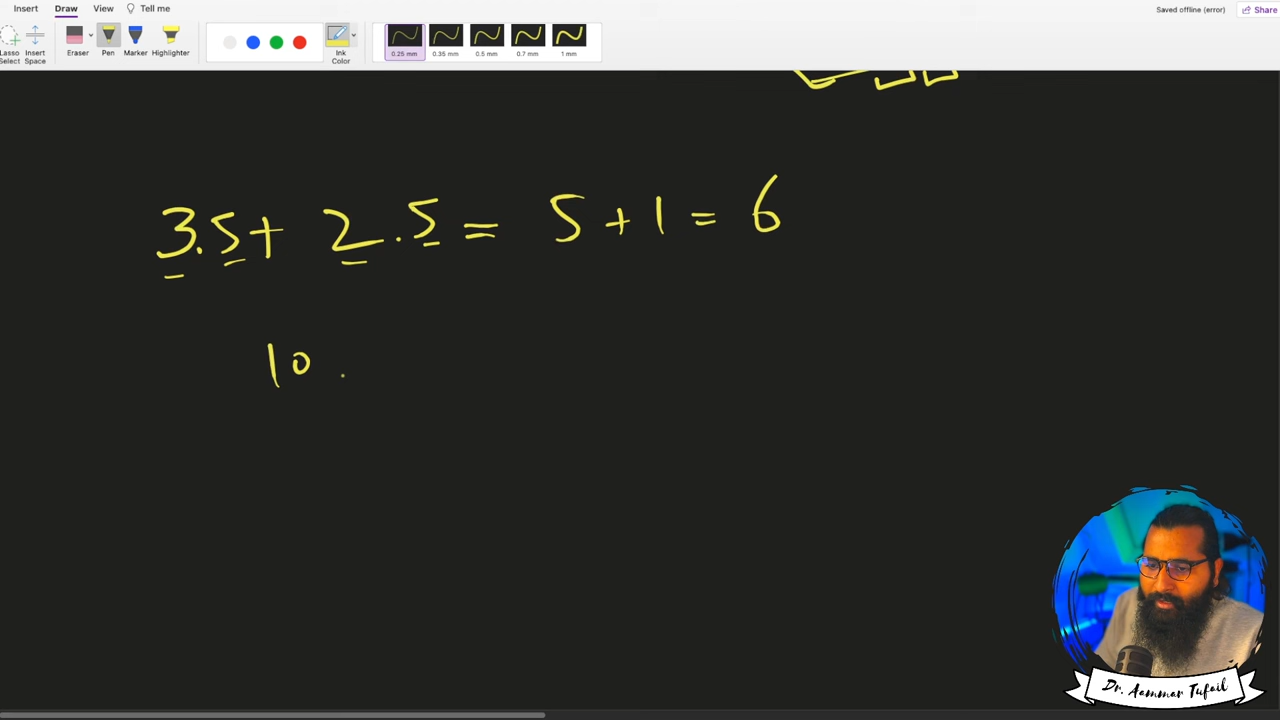 Insert Draw View Tell me Saved offline (error) Share
Lasso Select Insert Space Eraser Pen Marker Highlighter Ink Color 0.25 mm 0.35 mm 0.5 mm 0.7 mm 1 mm
3.5+ 2.5 = 5+1 = 6
10 .
Dr. Aammar Tufail